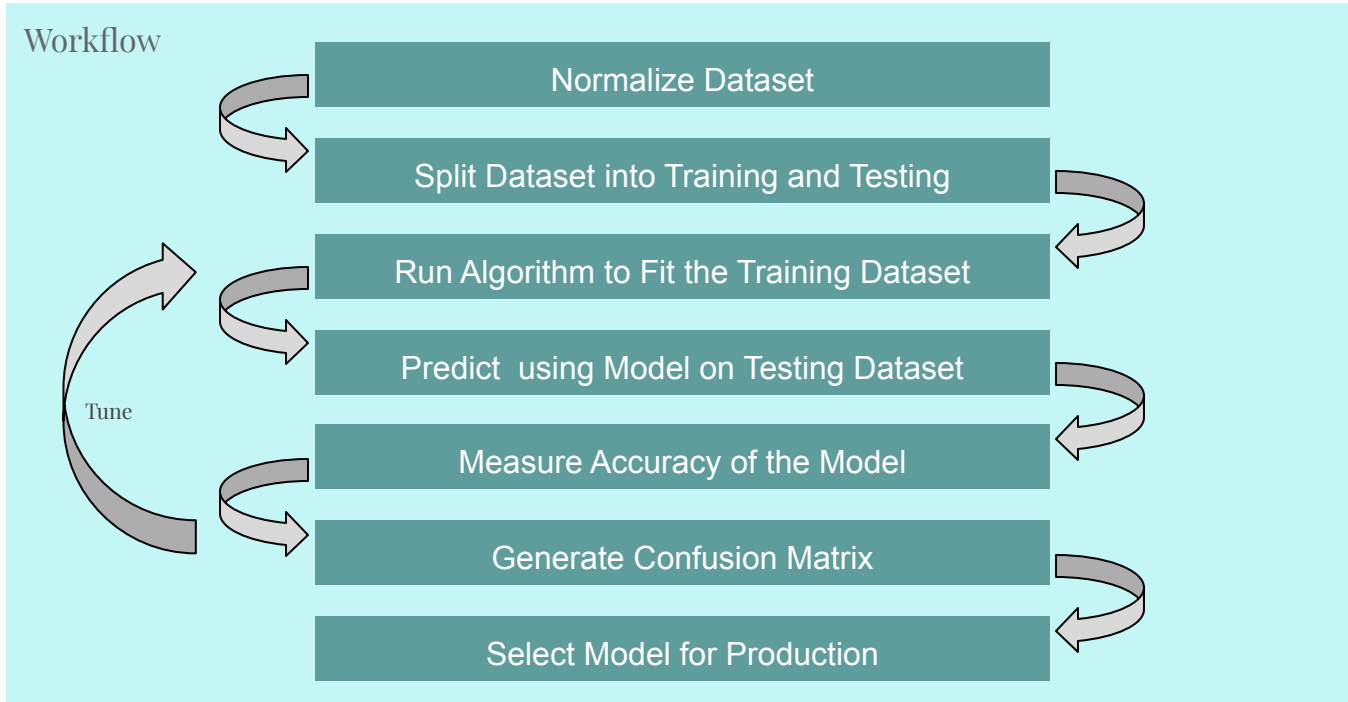 Workflow
Normalize Dataset
Split Dataset into Training and Testing
Run Algorithm to Fit the Training Dataset
Predict  using Model on Testing Dataset
Tune
Measure Accuracy of the Model
Generate Confusion Matrix
Select Model for Production